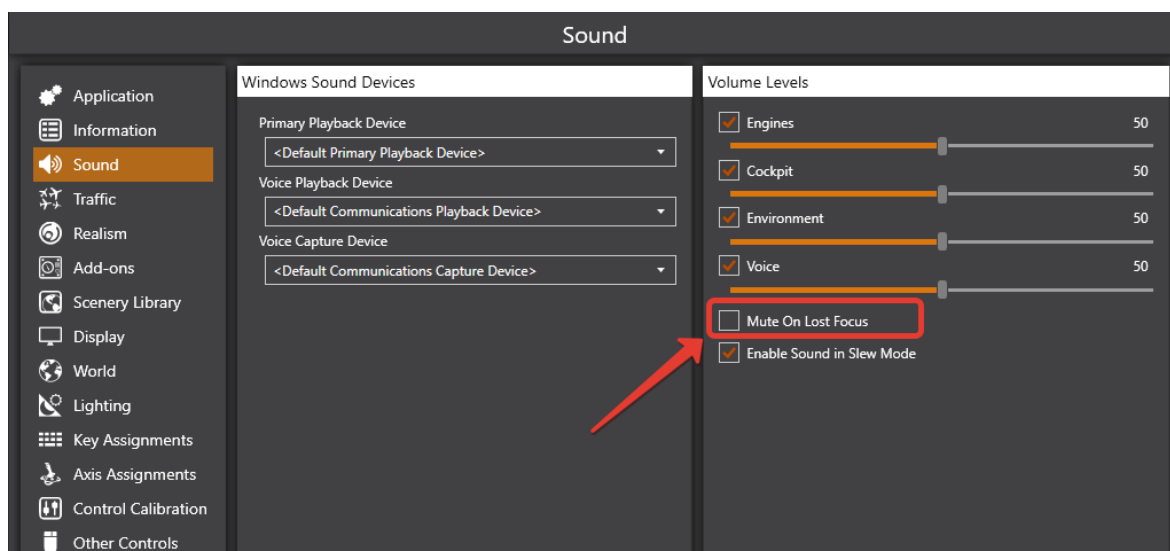 Sound
Application
Information
Sound
Traffic
Realism
Add-ons
Scenery Library
Display
World
Lighting
Key Assignments
Axis Assignments
Control Calibration
Other Controls
Windows Sound Devices
Primary Playback Device
<Default Primary Playback Device>
Voice Playback Device
<Default Communications Playback Device>
Voice Capture Device
<Default Communications Capture Device>
Volume Levels
Engines 50
Cockpit 50
Environment 50
Voice 50
Mute On Lost Focus
Enable Sound in Slew Mode